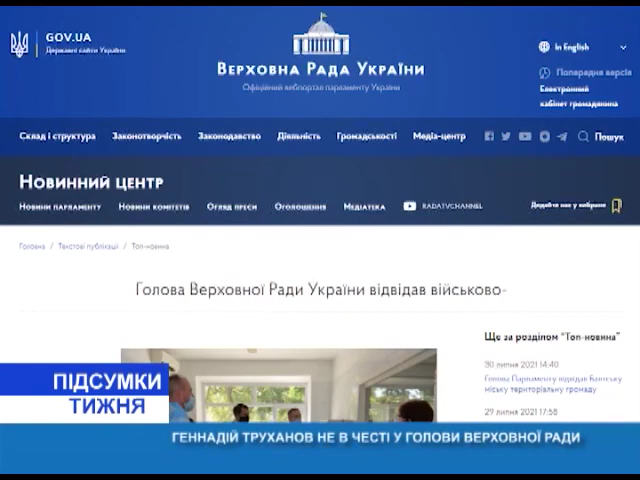 GOV.UA
Державні сайти України
Верховна Рада України
Офіційний вебпортал парламенту України
In English
Попередня версія
Електронний
кабінет громадянина
Склад і структура
Законотворчість
Законодавство
Діяльність
Громадськості
Медіа-центр
Пошук
Новинний центр
Новини парламенту
Новини комітетів
Огляд преси
Оголошення
Медіатека
RADATVCHANNEL
Додайте нас у вибране
Головна / Текстові публікації / Топ-новина
Голова Верховної Ради України відвідав військово-
Ще за розділом "Топ-новина"
30 липня 2021 14:40
Голова Парламенту відвідав Балтську
міську територіальну громаду
29 липня 2021 17:58
ПІДСУМКИ
ТИЖНЯ
ГЕННАДІЙ ТРУХАНОВ НЕ В ЧЕСТІ У ГОЛОВИ ВЕРХОВНОЇ РАДИ